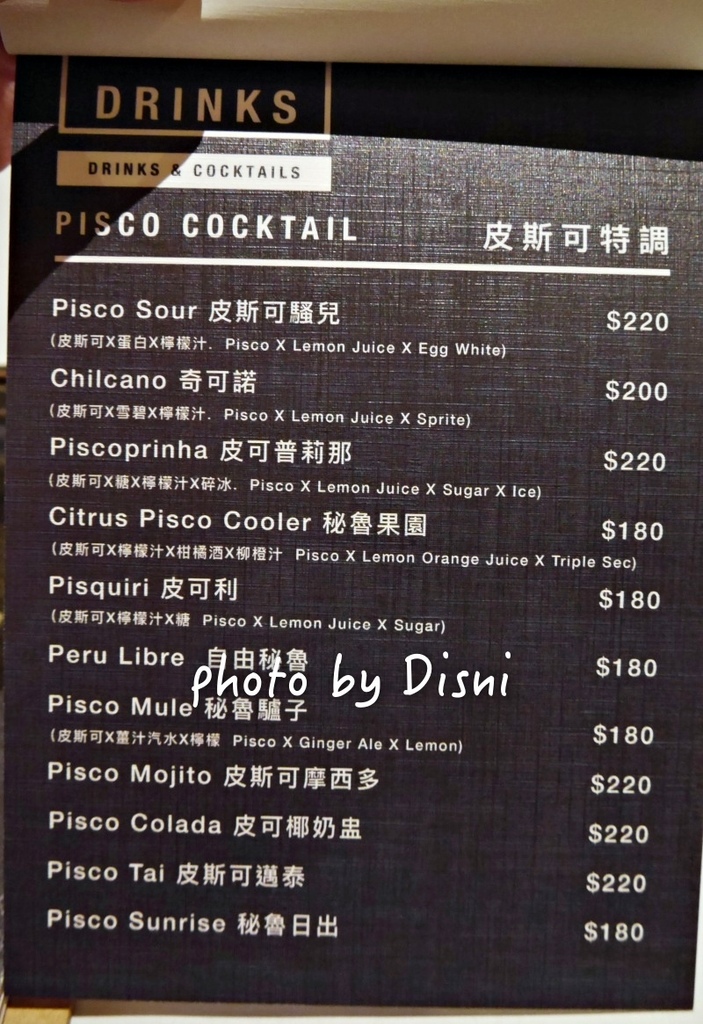 DRINKS
DRINKS & COCKTAILS
PISCO COCKTAIL 皮斯可特調
Pisco Sour 皮斯可騷兒 $220
(皮斯可X蛋白X檸檬汁. Pisco X Lemon Juice X Egg White)
Chilcano 奇可諾 $200
(皮斯可X雪碧X檸檬汁. Pisco X Lemon Juice X Sprite)
Piscoprinha 皮可普莉那 $220
(皮斯可X糖X檸檬汁X碎冰. Pisco X Lemon Juice X Sugar X Ice)
Citrus Pisco Cooler 秘魯果園 $180
(皮斯可X檸檬汁X柑橘酒X柳橙汁 Pisco X Lemon Orange Juice X Triple Sec)
Pisquiri 皮可利 $180
(皮斯可X檸檬汁X糖 Pisco X Lemon Juice X Sugar)
Peru Libre 自由秘魯 $180
photo by Disni
Pisco Mule 秘魯驢子 $180
(皮斯可X薑汁汽水X檸檬 Pisco X Ginger Ale X Lemon)
Pisco Mojito 皮斯可摩西多 $220
Pisco Colada 皮可椰奶盅 $220
Pisco Tai 皮斯可邁泰 $220
Pisco Sunrise 秘魯日出 $180